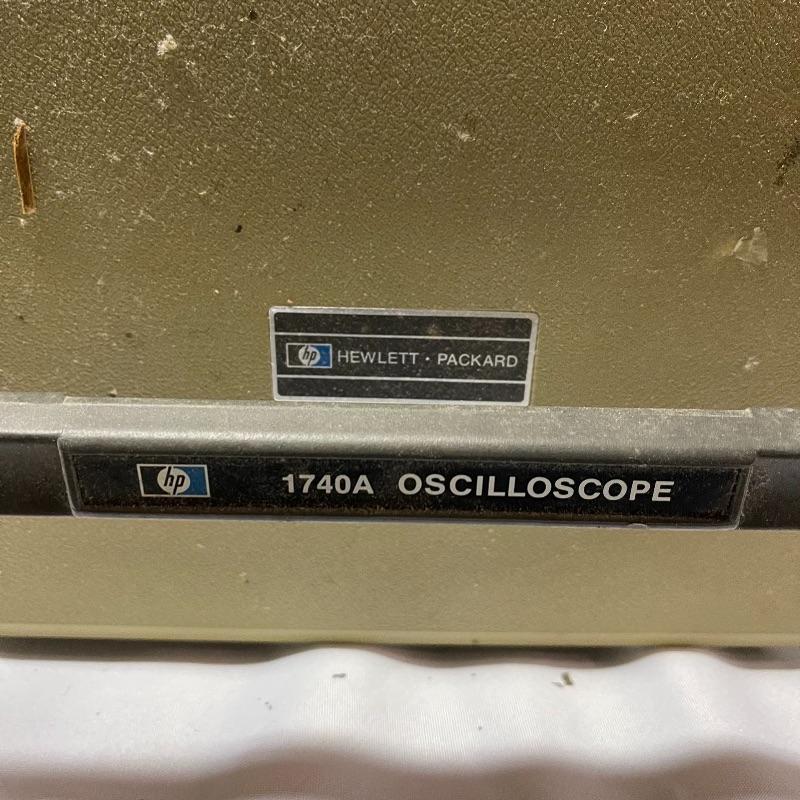 hp HEWLETT · PACKARD
hp 1740A OSCILLOSCOPE